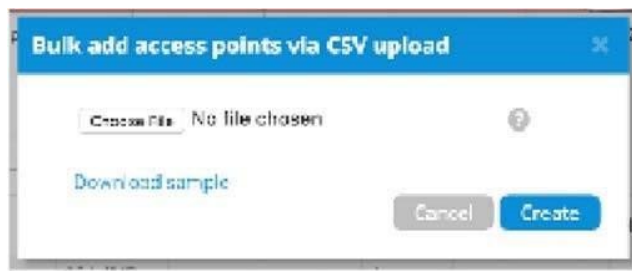 Bulk add access points via CSV upload
Choose File No file chosen
Download sample
Cancel Create